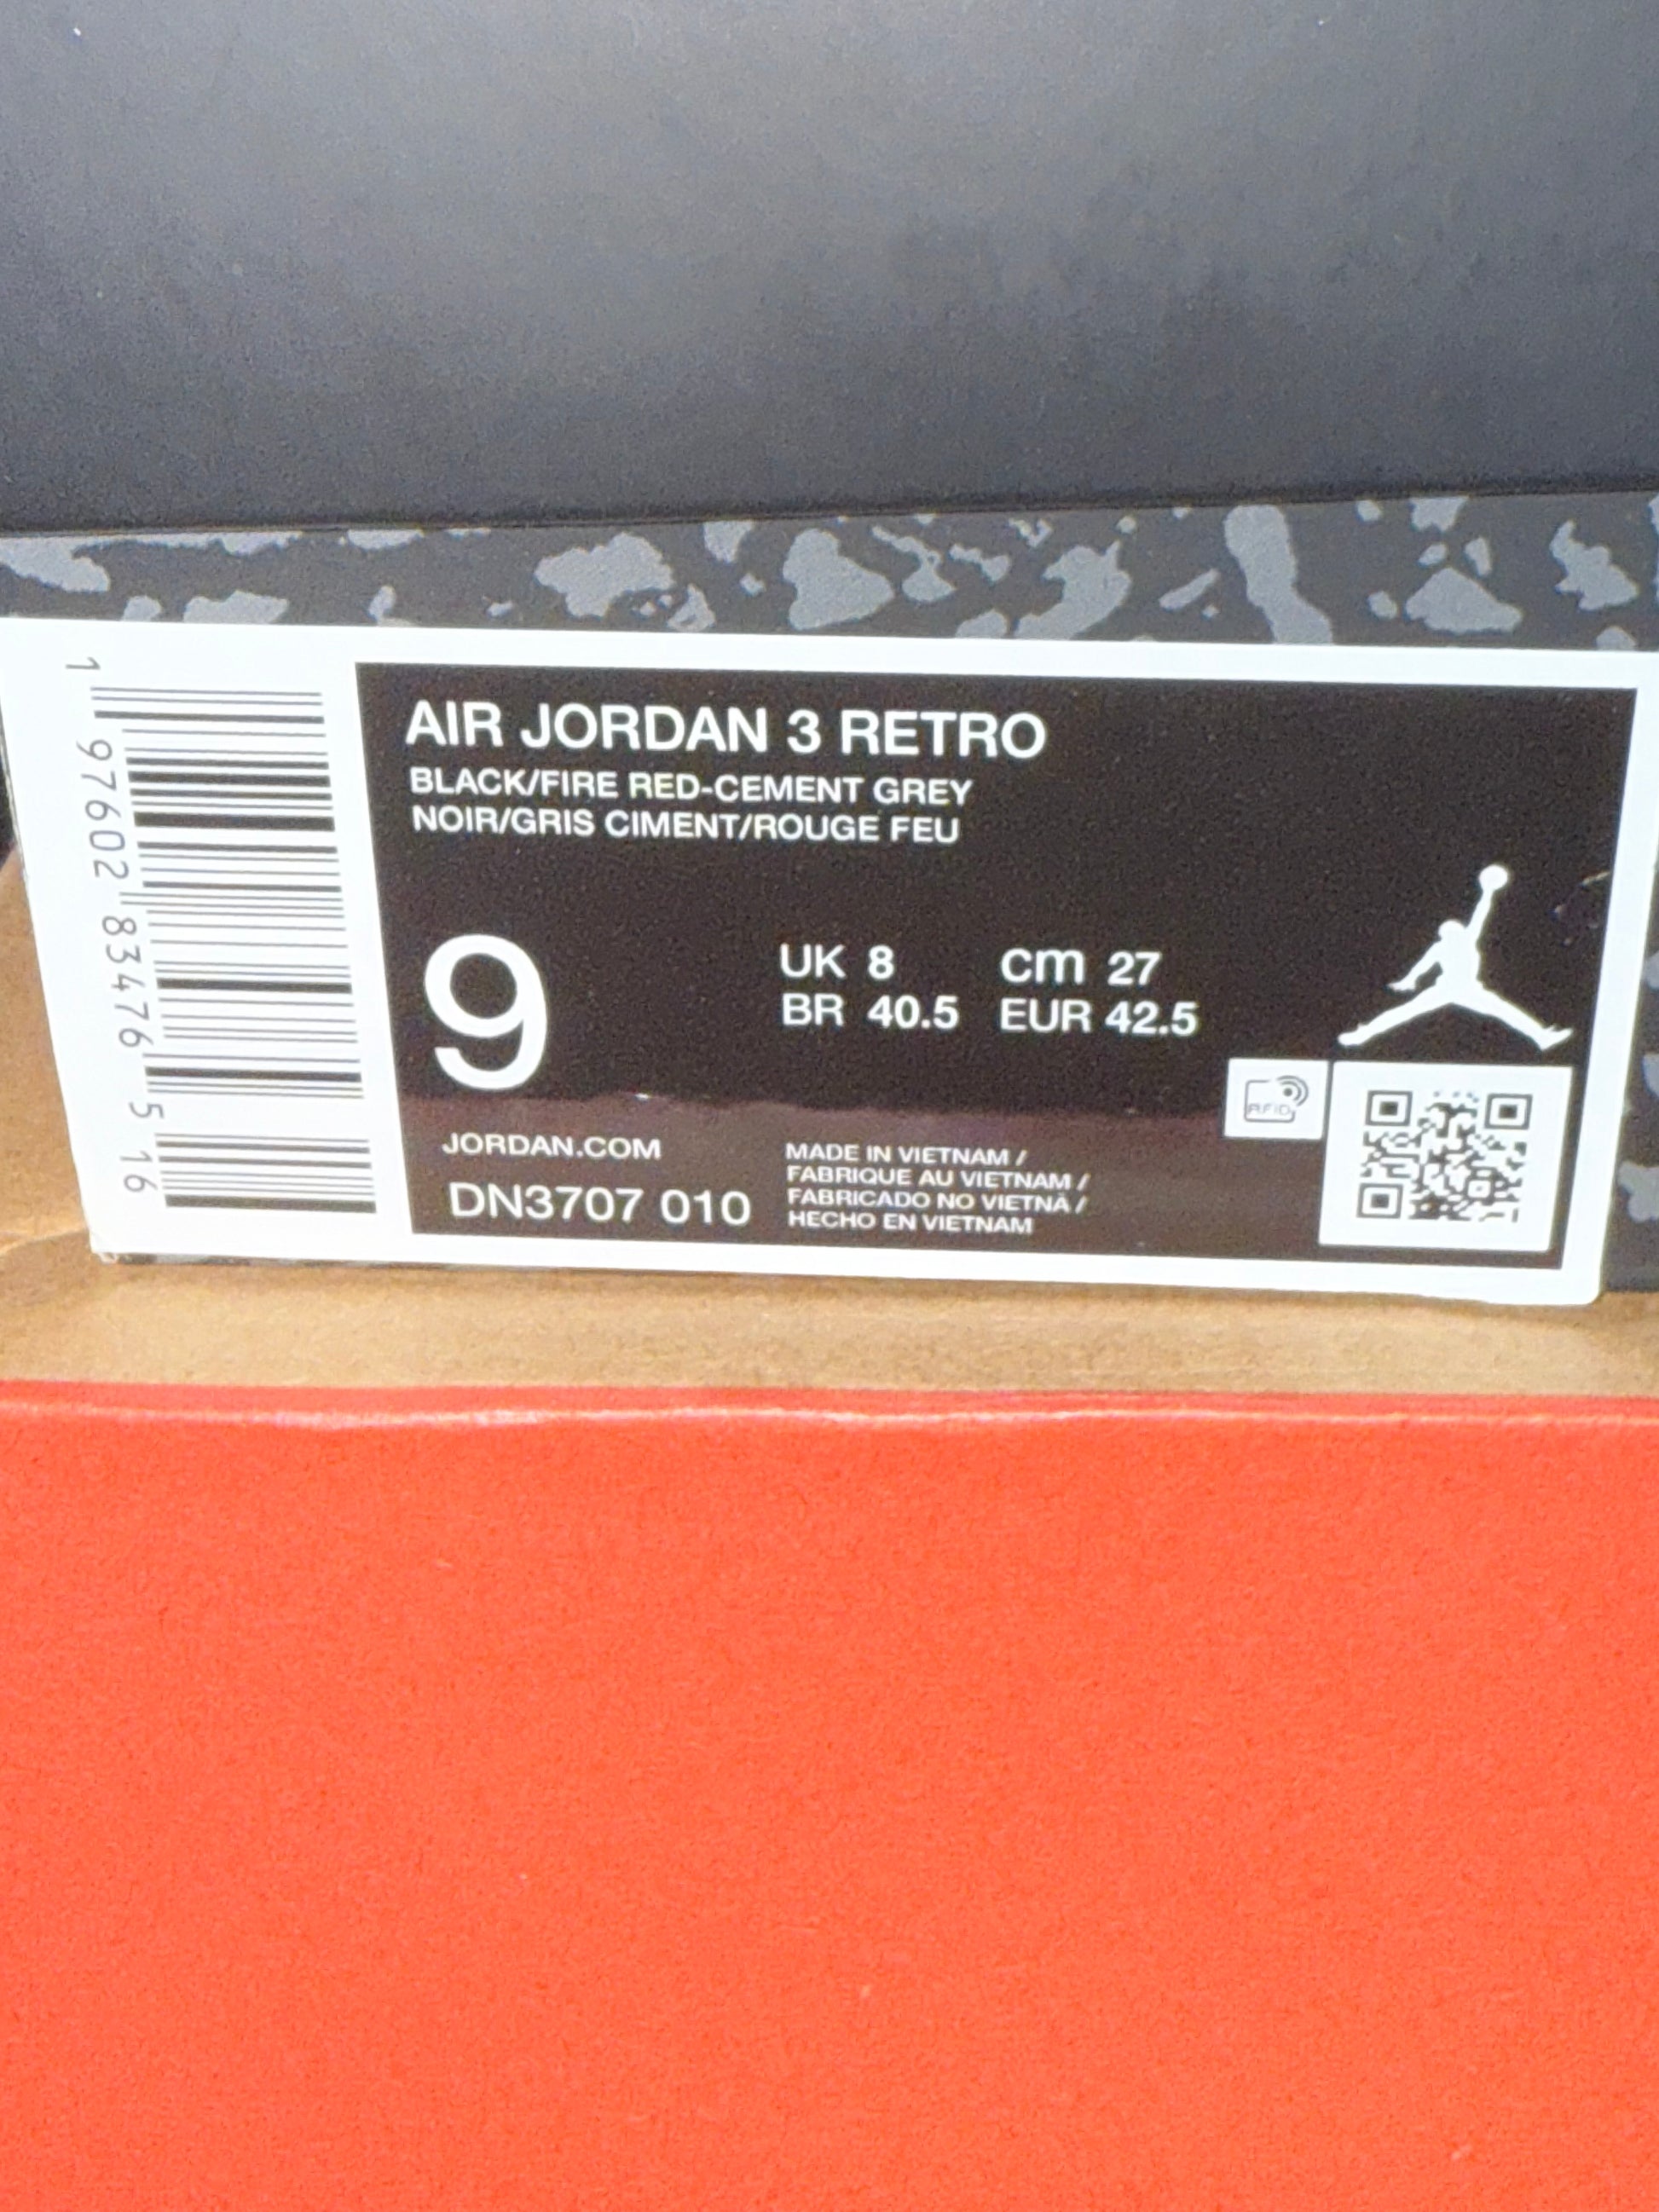 AIR JORDAN 3 RETRO
BLACK/FIRE RED-CEMENT GREY
NOIR/GRIS CIMENT/ROUGE FEU
9
UK 8 cm 27
BR 40.5 EUR 42.5
JORDAN.COM
DN3707 010
MADE IN VIETNAM /
FABRIQUE AU VIETNAM /
FABRICADO NO VIETNÃ /
HECHO EN VIETNAM
RFID
1 97602 83476 5 16